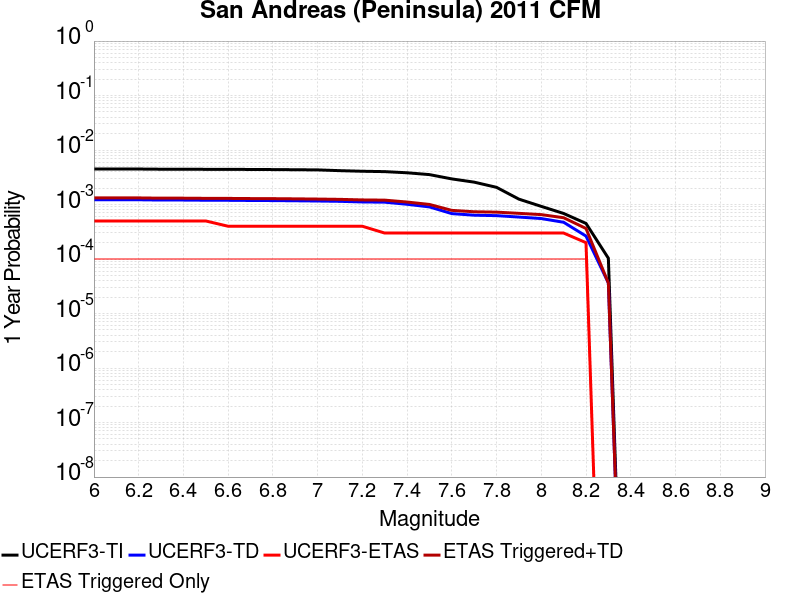 San Andreas (Peninsula) 2011 CFM
1 Year Probability
10^0
10^-1
10^-2
10^-3
10^-4
10^-5
10^-6
10^-7
10^-8
6 6.2 6.4 6.6 6.8 7 7.2 7.4 7.6 7.8 8 8.2 8.4 8.6 8.8 9
Magnitude
UCERF3-TI UCERF3-TD UCERF3-ETAS ETAS Triggered+TD
ETAS Triggered Only